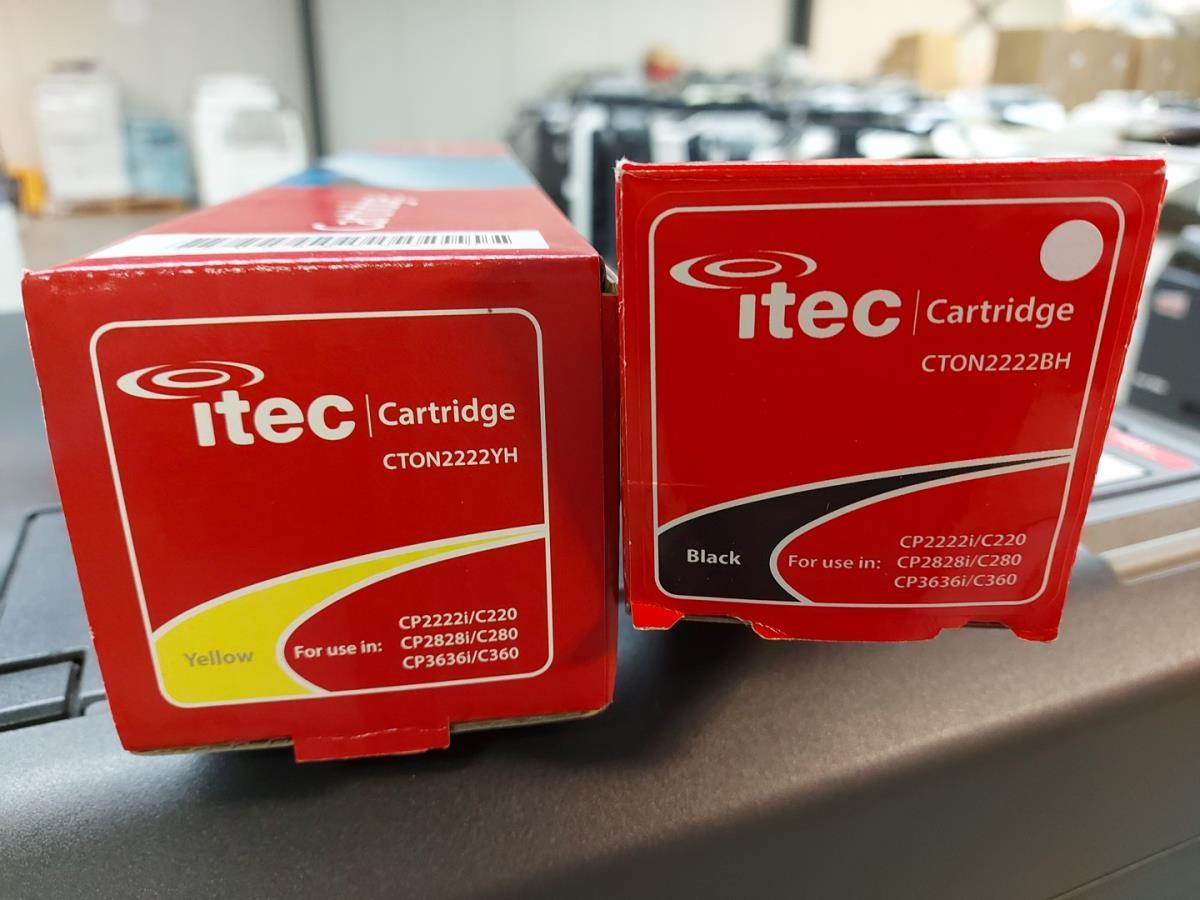 Cartridge
itec | Cartridge
CTON2222YH
Yellow
For use in:
CP2222i/C220
CP2828i/C280
CP3636i/C360
itec | Cartridge
CTON2222BH
Black
For use in:
CP2222i/C220
CP2828i/C280
CP3636i/C360